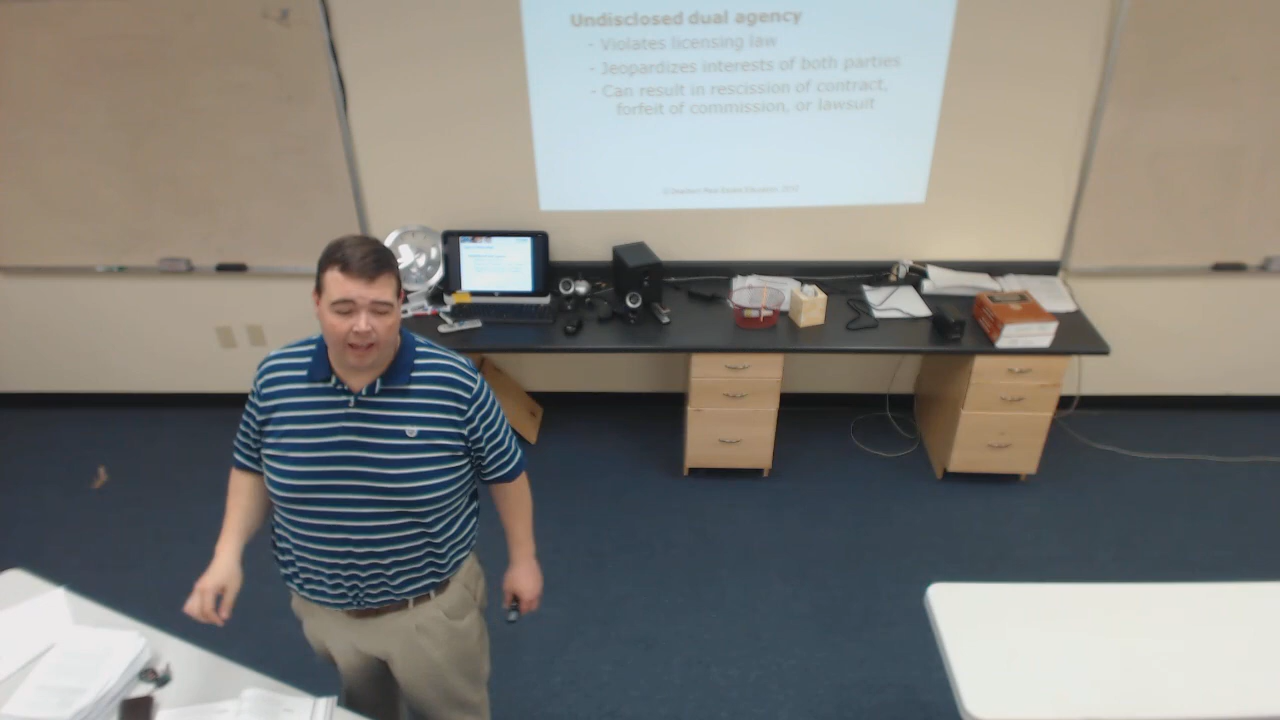 Undisclosed dual agency
- Violates licensing law
- Jeopardizes interests of both parties
- Can result in rescission of contract,
forfeit of commission, or lawsuit